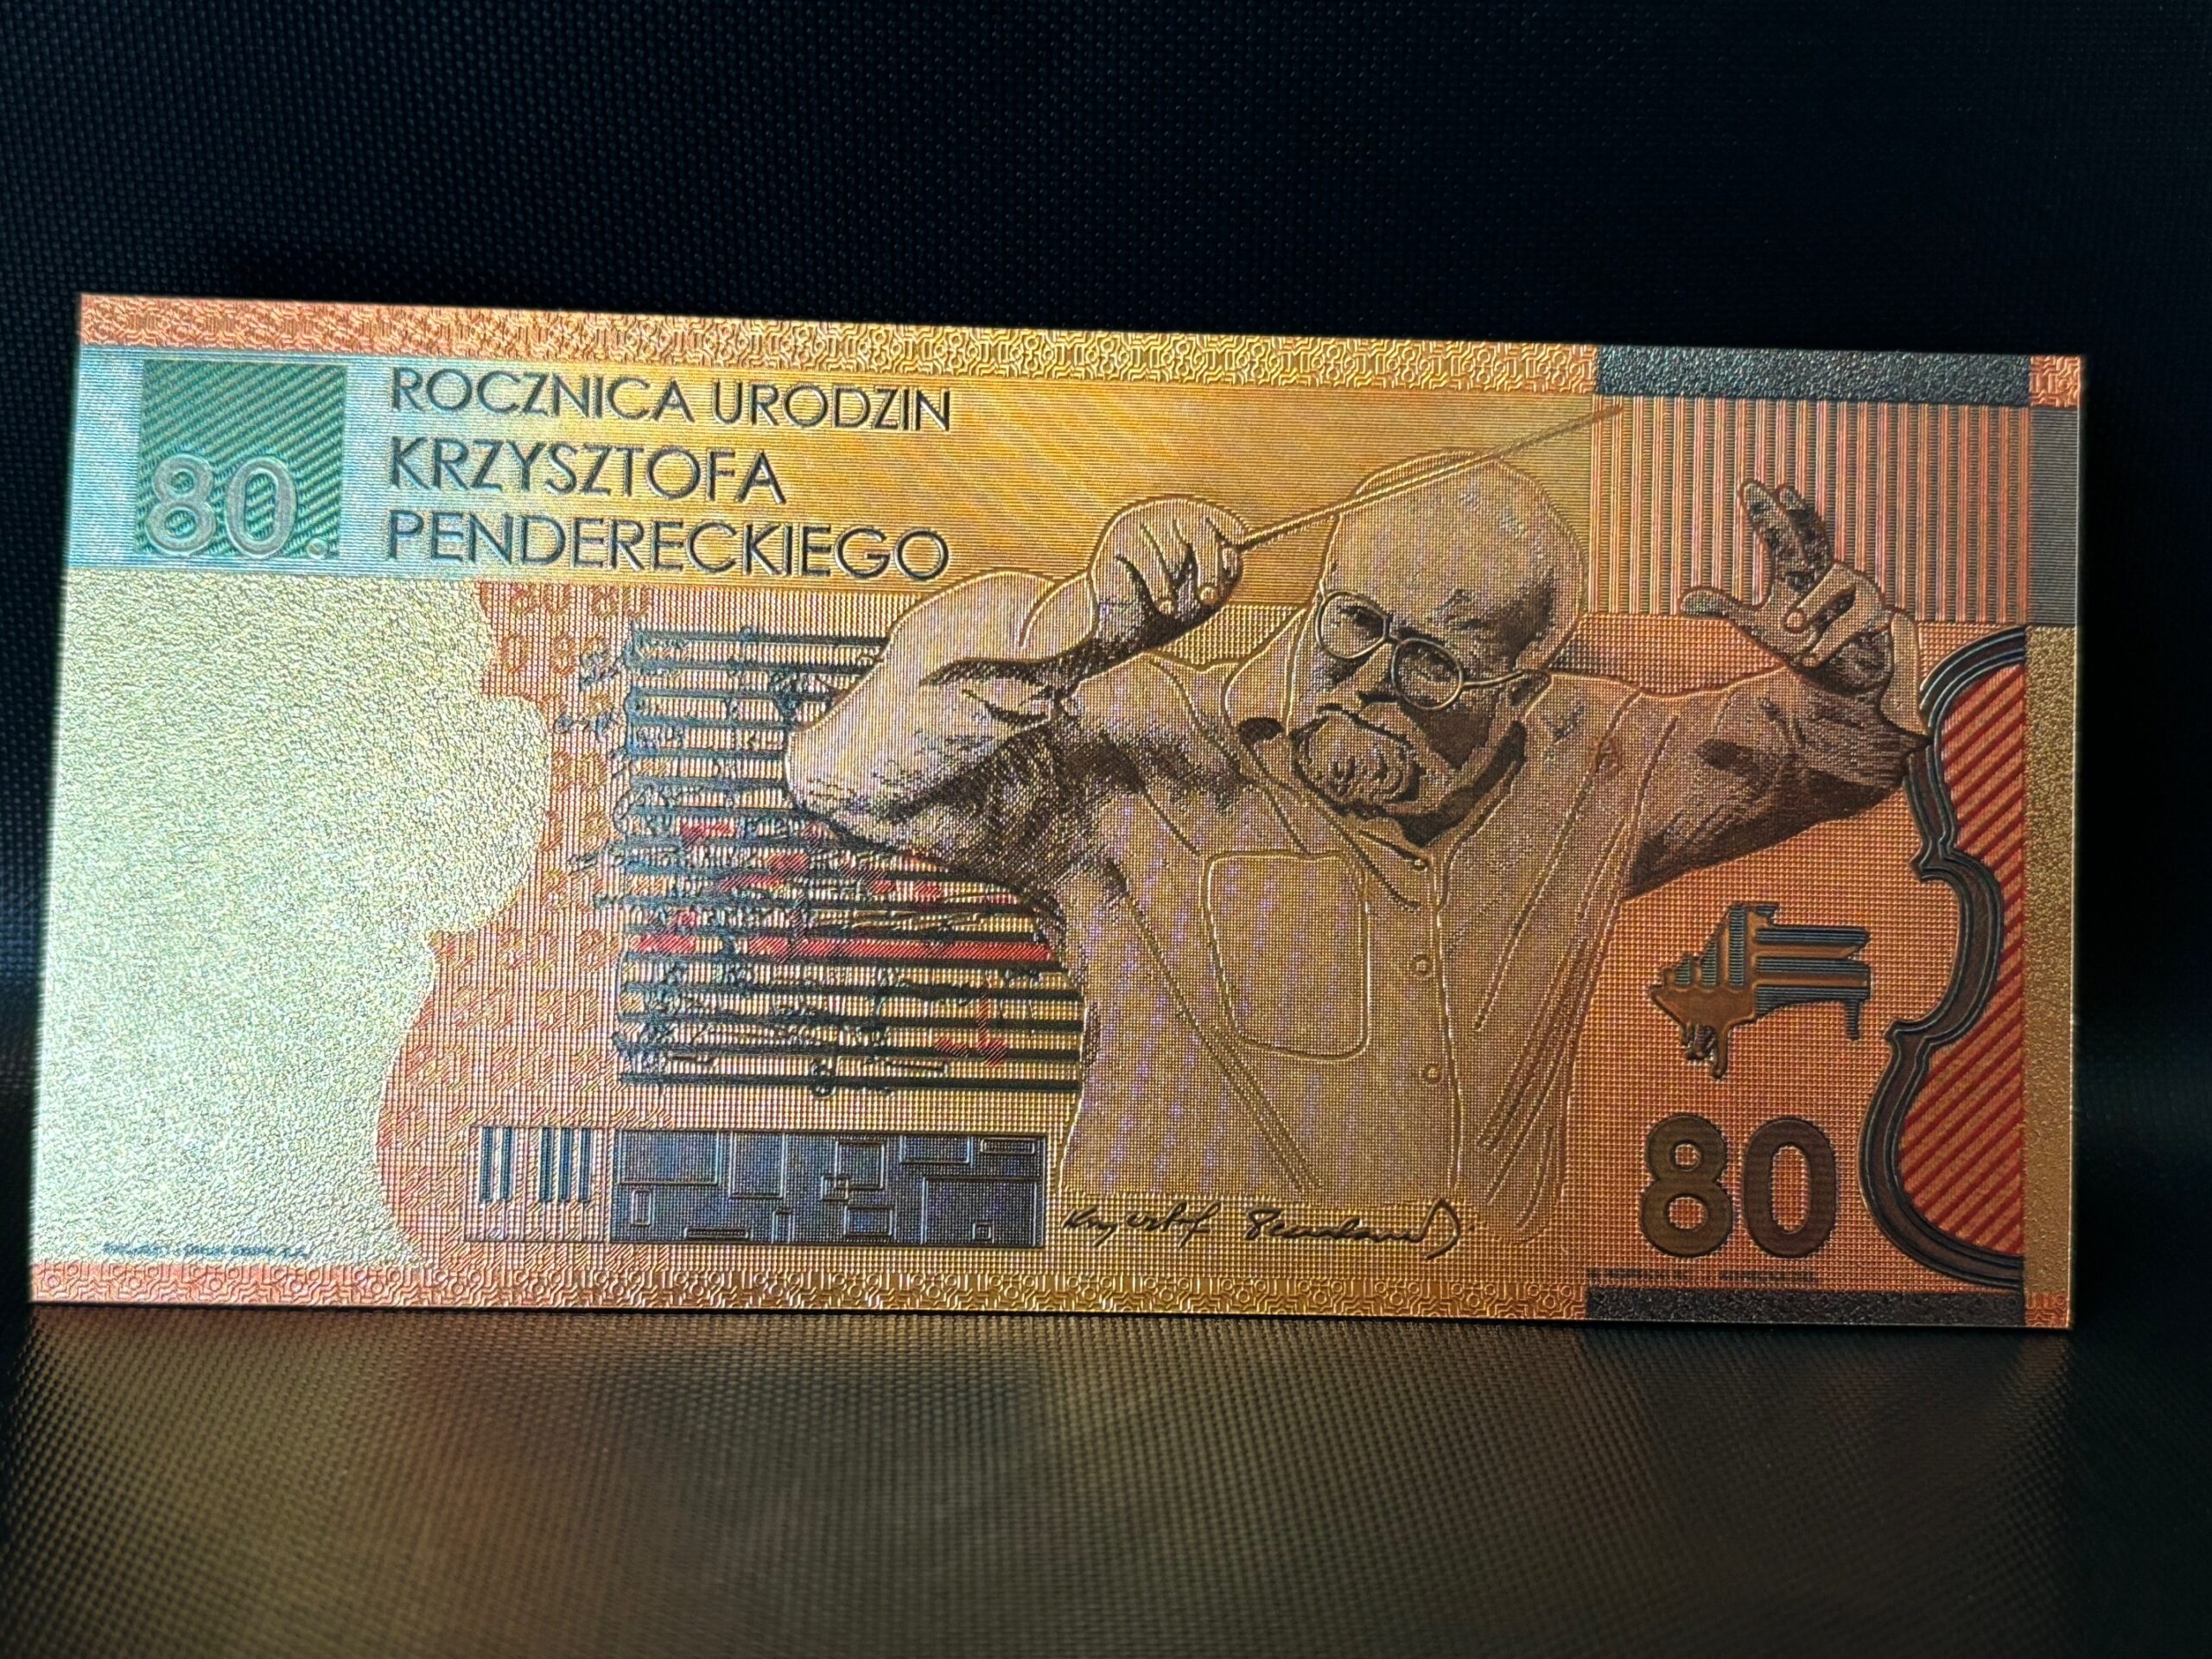 80.
ROCZNICA URODZIN
KRZYSZTOFA
PENDERECKIEGO
80